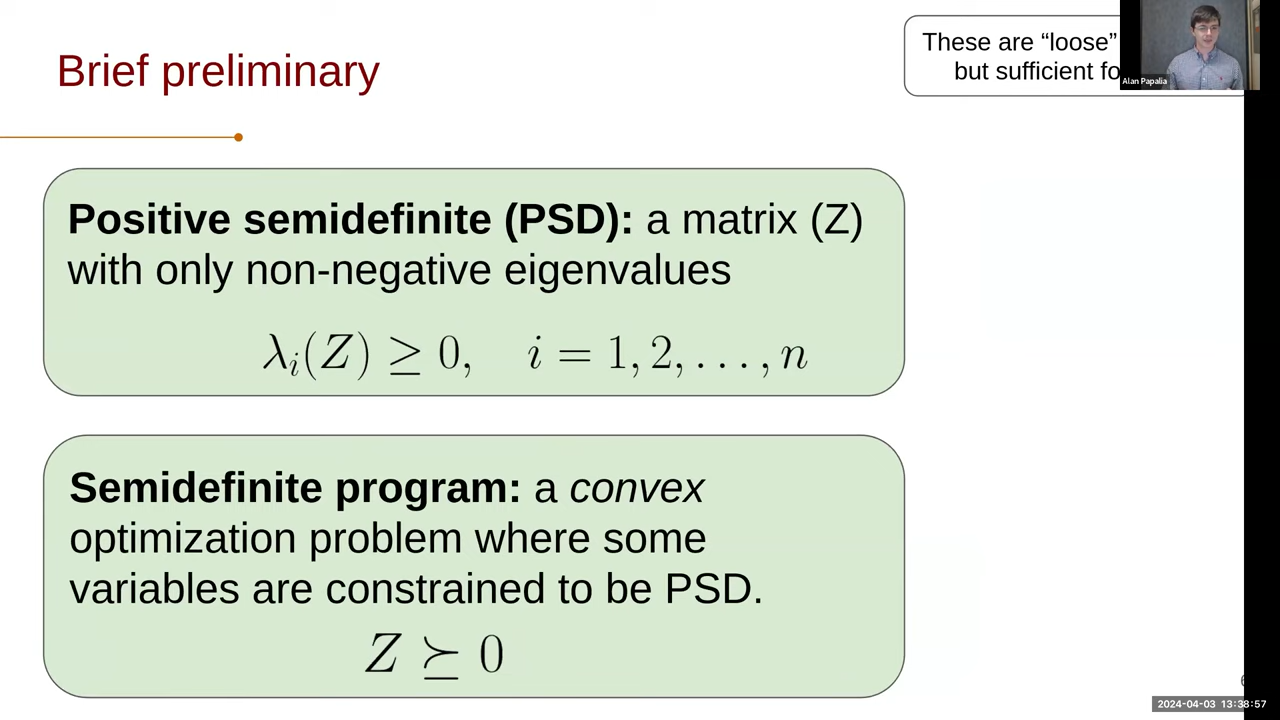 Brief preliminary
These are “loose”
but sufficient fo
Alan Papalia
Positive semidefinite (PSD): a matrix (Z)
with only non-negative eigenvalues
λᵢ(Z) ≥ 0, i = 1, 2, . . . , n
Semidefinite program: a convex
optimization problem where some
variables are constrained to be PSD.
Z ⪰ 0
2024-04-03 13:38:57